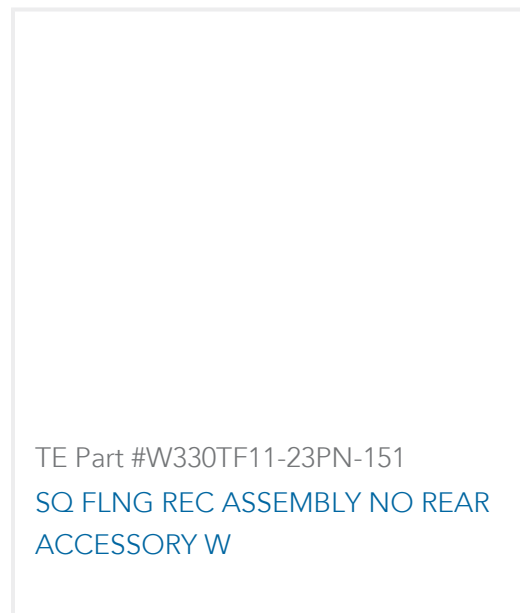 TE Part #W330TF11-23PN-151
SQ FLNG REC ASSEMBLY NO REAR
ACCESSORY W